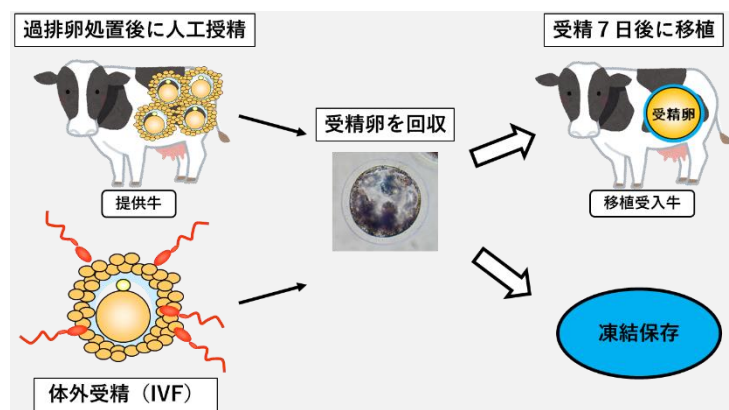 過排卵処置後に人工授精
提供牛
体外受精（IVF）
受精卵を回収
受精７日後に移植
受精卵
移植受入牛
凍結保存